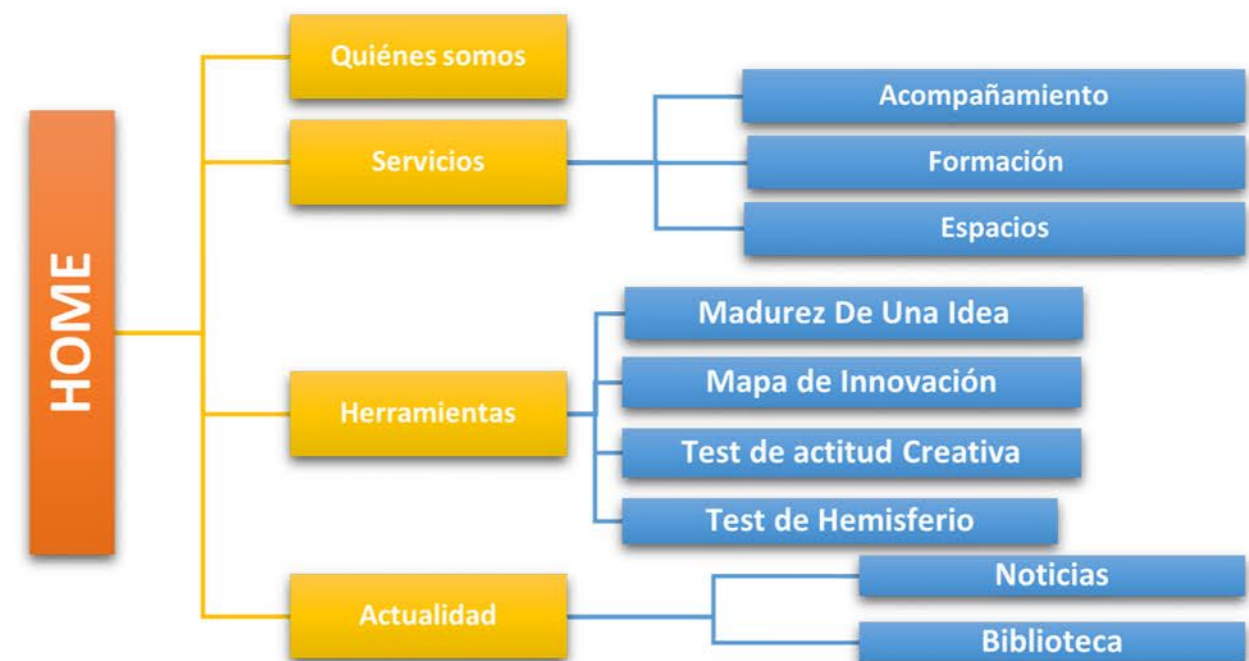 HOME
Quiénes somos
Servicios
Acompañamiento
Formación
Espacios
Herramientas
Madurez De Una Idea
Mapa de Innovación
Test de actitud Creativa
Test de Hemisferio
Actualidad
Noticias
Biblioteca